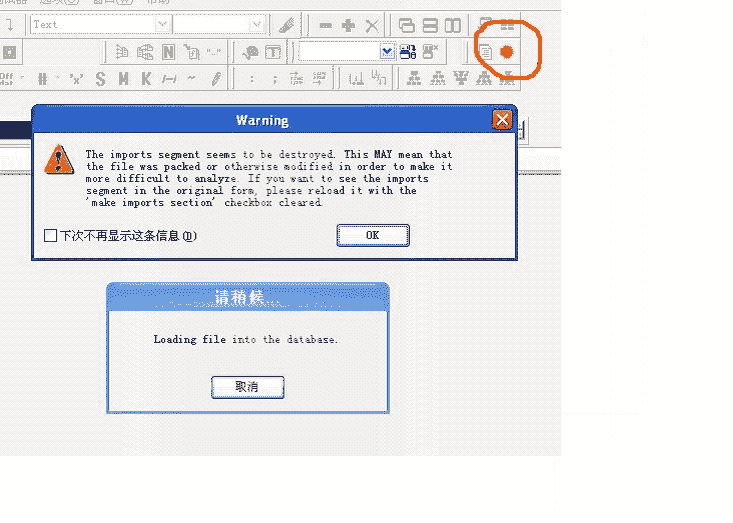 Text
Warning
The imports segment seems to be destroyed. This MAY mean that
the file was packed or otherwise modified in order to make it
more difficult to analyze. If you want to see the imports
segment in the original form, please reload it with the
'make imports section' checkbox cleared.
下次不再显示这条信息(D)
OK
请稍候...
Loading file into the database.
取消